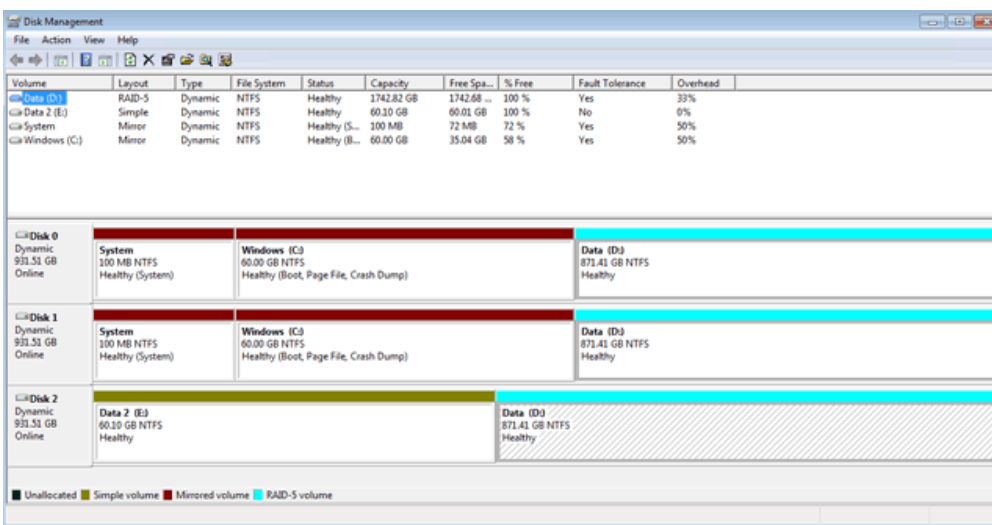 Disk Management
File Action View Help
Volume Layout Type File System Status Capacity Free Spa... % Free Fault Tolerance Overhead
Data (D:) RAID-5 Dynamic NTFS Healthy 1742.82 GB 1742.68 ... 100 % Yes 33%
Data 2 (E:) Simple Dynamic NTFS Healthy 60.10 GB 60.01 GB 100 % No 0%
System Mirror Dynamic NTFS Healthy (S... 100 MB 72 MB 72 % Yes 50%
Windows (C:) Mirror Dynamic NTFS Healthy (B... 60.00 GB 35.04 GB 58 % Yes 50%
Disk 0
Dynamic
931.51 GB
Online
System
100 MB NTFS
Healthy (System)
Windows (C:)
60.00 GB NTFS
Healthy (Boot, Page File, Crash Dump)
Data (D:)
871.41 GB NTFS
Healthy
Disk 1
Dynamic
931.51 GB
Online
System
100 MB NTFS
Healthy (System)
Windows (C:)
60.00 GB NTFS
Healthy (Boot, Page File, Crash Dump)
Data (D:)
871.41 GB NTFS
Healthy
Disk 2
Dynamic
931.51 GB
Online
Data 2 (E:)
60.10 GB NTFS
Healthy
Data (D:)
871.41 GB NTFS
Healthy
Unallocated Simple volume Mirrored volume RAID-5 volume